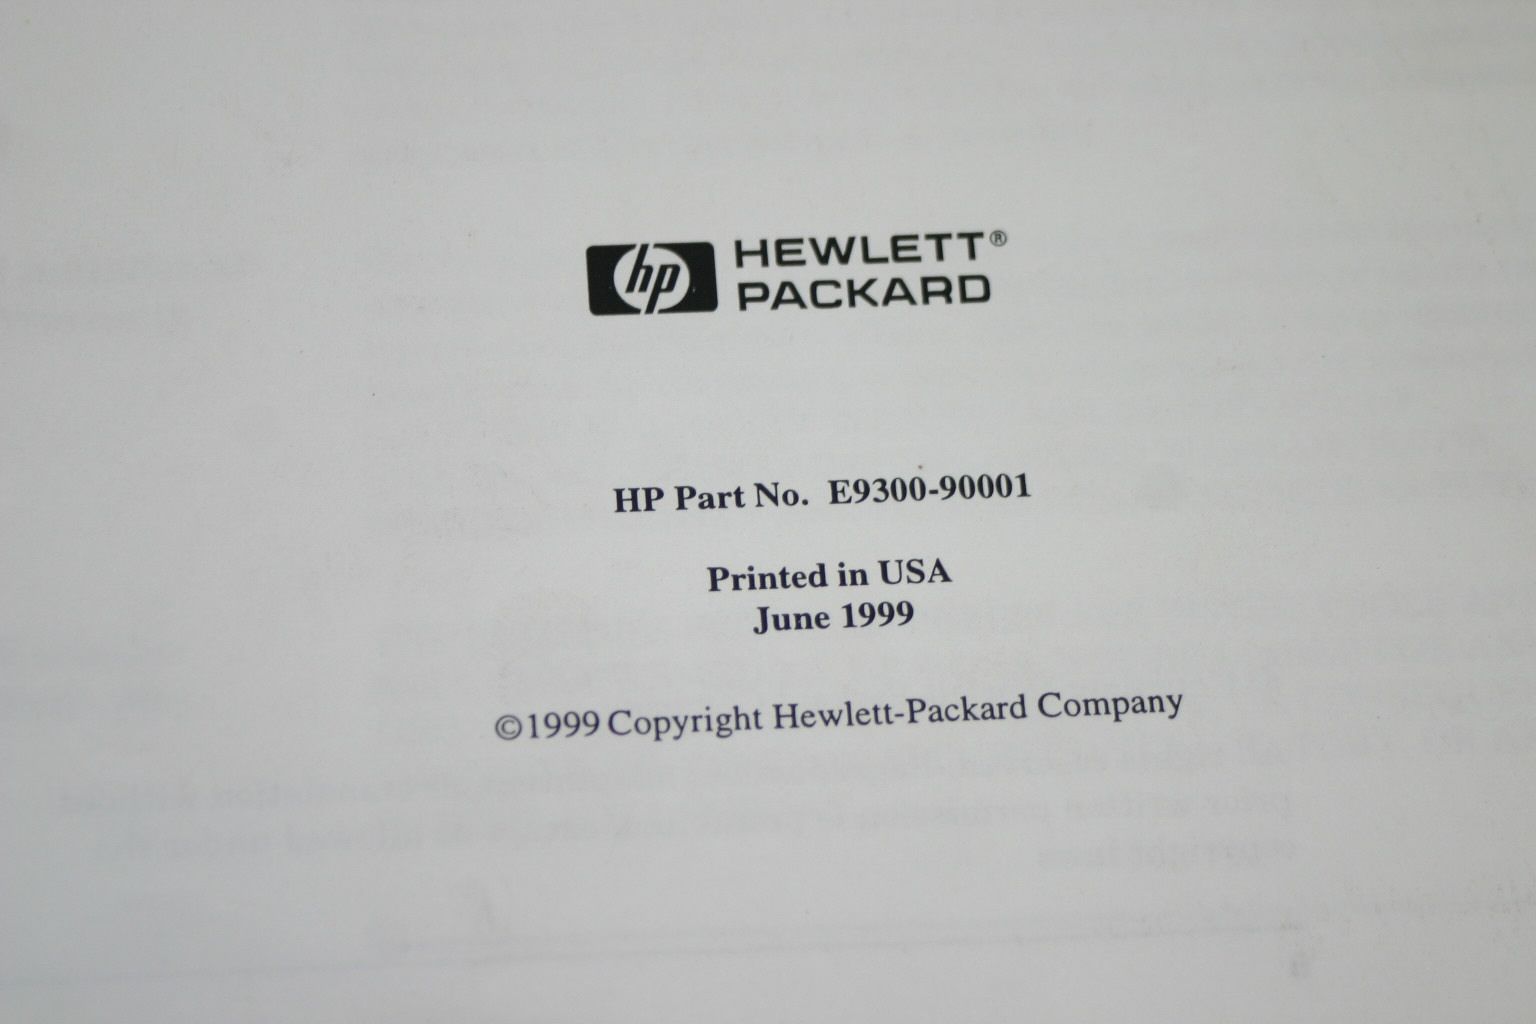 hp HEWLETT®
PACKARD
HP Part No. E9300-90001
Printed in USA
June 1999
©1999 Copyright Hewlett-Packard Company